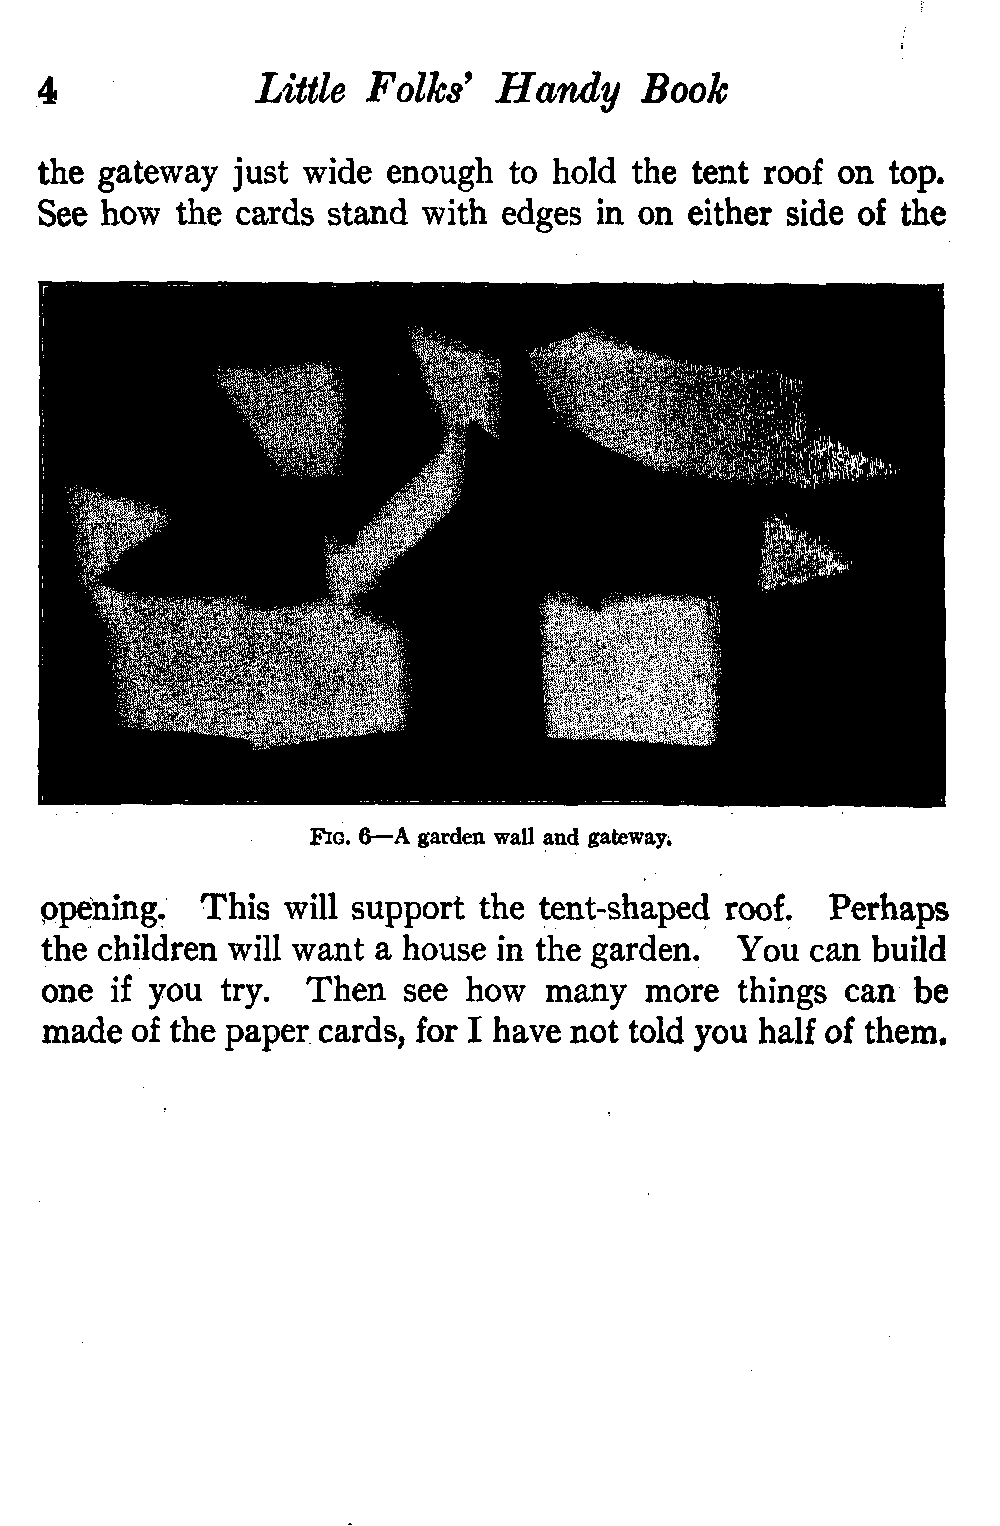 4 Little Folks' Handy Book
the gateway just wide enough to hold the tent roof on top.
See how the cards stand with edges in on either side of the
FIG. 6—A garden wall and gateway.
opening. This will support the tent-shaped roof. Perhaps
the children will want a house in the garden. You can build
one if you try. Then see how many more things can be
made of the paper cards, for I have not told you half of them.